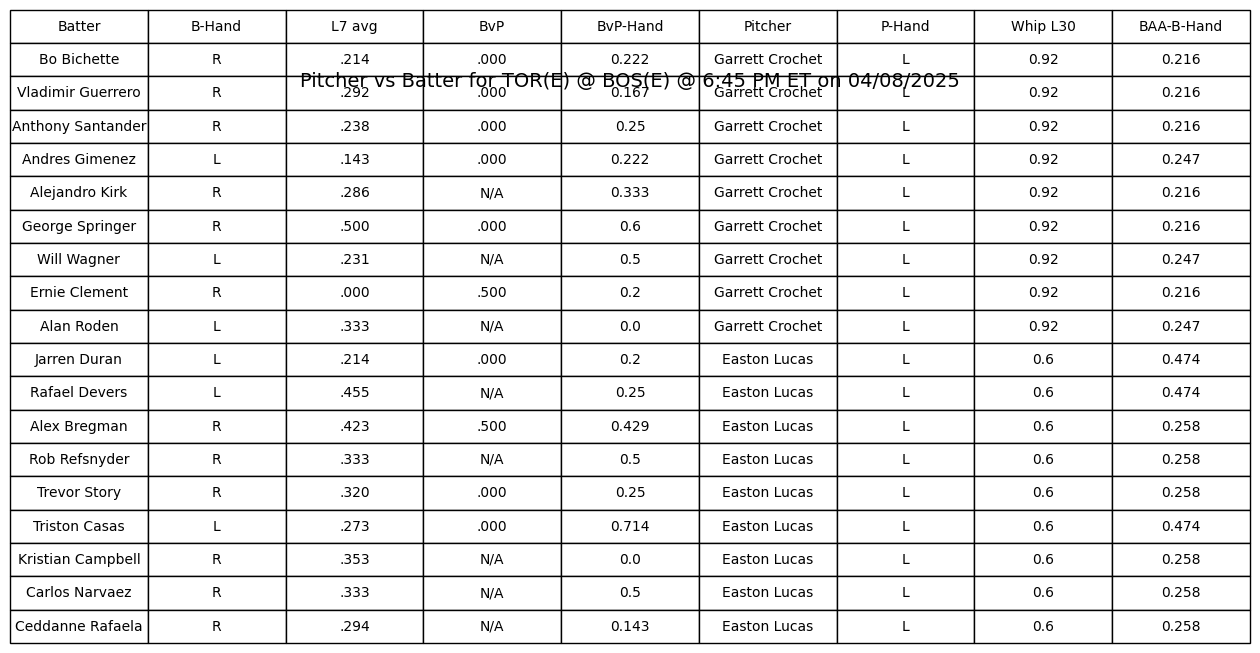 Batter B-Hand L7 avg BvP BvP-Hand Pitcher P-Hand Whip L30 BAA-B-Hand
Bo Bichette R .214 .000 0.222 Garrett Crochet L 0.92 0.216
Pitcher vs Batter for TOR(E) @ BOS(E) @ 6:45 PM ET on 04/08/2025
Vladimir Guerrero R .292 .000 0.167 Garrett Crochet L 0.92 0.216
Anthony Santander R .238 .000 0.25 Garrett Crochet L 0.92 0.216
Andres Gimenez L .143 .000 0.222 Garrett Crochet L 0.92 0.247
Alejandro Kirk R .286 N/A 0.333 Garrett Crochet L 0.92 0.216
George Springer R .500 .000 0.6 Garrett Crochet L 0.92 0.216
Will Wagner L .231 N/A 0.5 Garrett Crochet L 0.92 0.247
Ernie Clement R .000 .500 0.2 Garrett Crochet L 0.92 0.216
Alan Roden L .333 N/A 0.0 Garrett Crochet L 0.92 0.247
Jarren Duran L .214 .000 0.2 Easton Lucas L 0.6 0.474
Rafael Devers L .455 N/A 0.25 Easton Lucas L 0.6 0.474
Alex Bregman R .423 .500 0.429 Easton Lucas L 0.6 0.258
Rob Refsnyder R .333 N/A 0.5 Easton Lucas L 0.6 0.258
Trevor Story R .320 .000 0.25 Easton Lucas L 0.6 0.258
Triston Casas L .273 .000 0.714 Easton Lucas L 0.6 0.474
Kristian Campbell R .353 N/A 0.0 Easton Lucas L 0.6 0.258
Carlos Narvaez R .333 N/A 0.5 Easton Lucas L 0.6 0.258
Ceddanne Rafaela R .294 N/A 0.143 Easton Lucas L 0.6 0.258